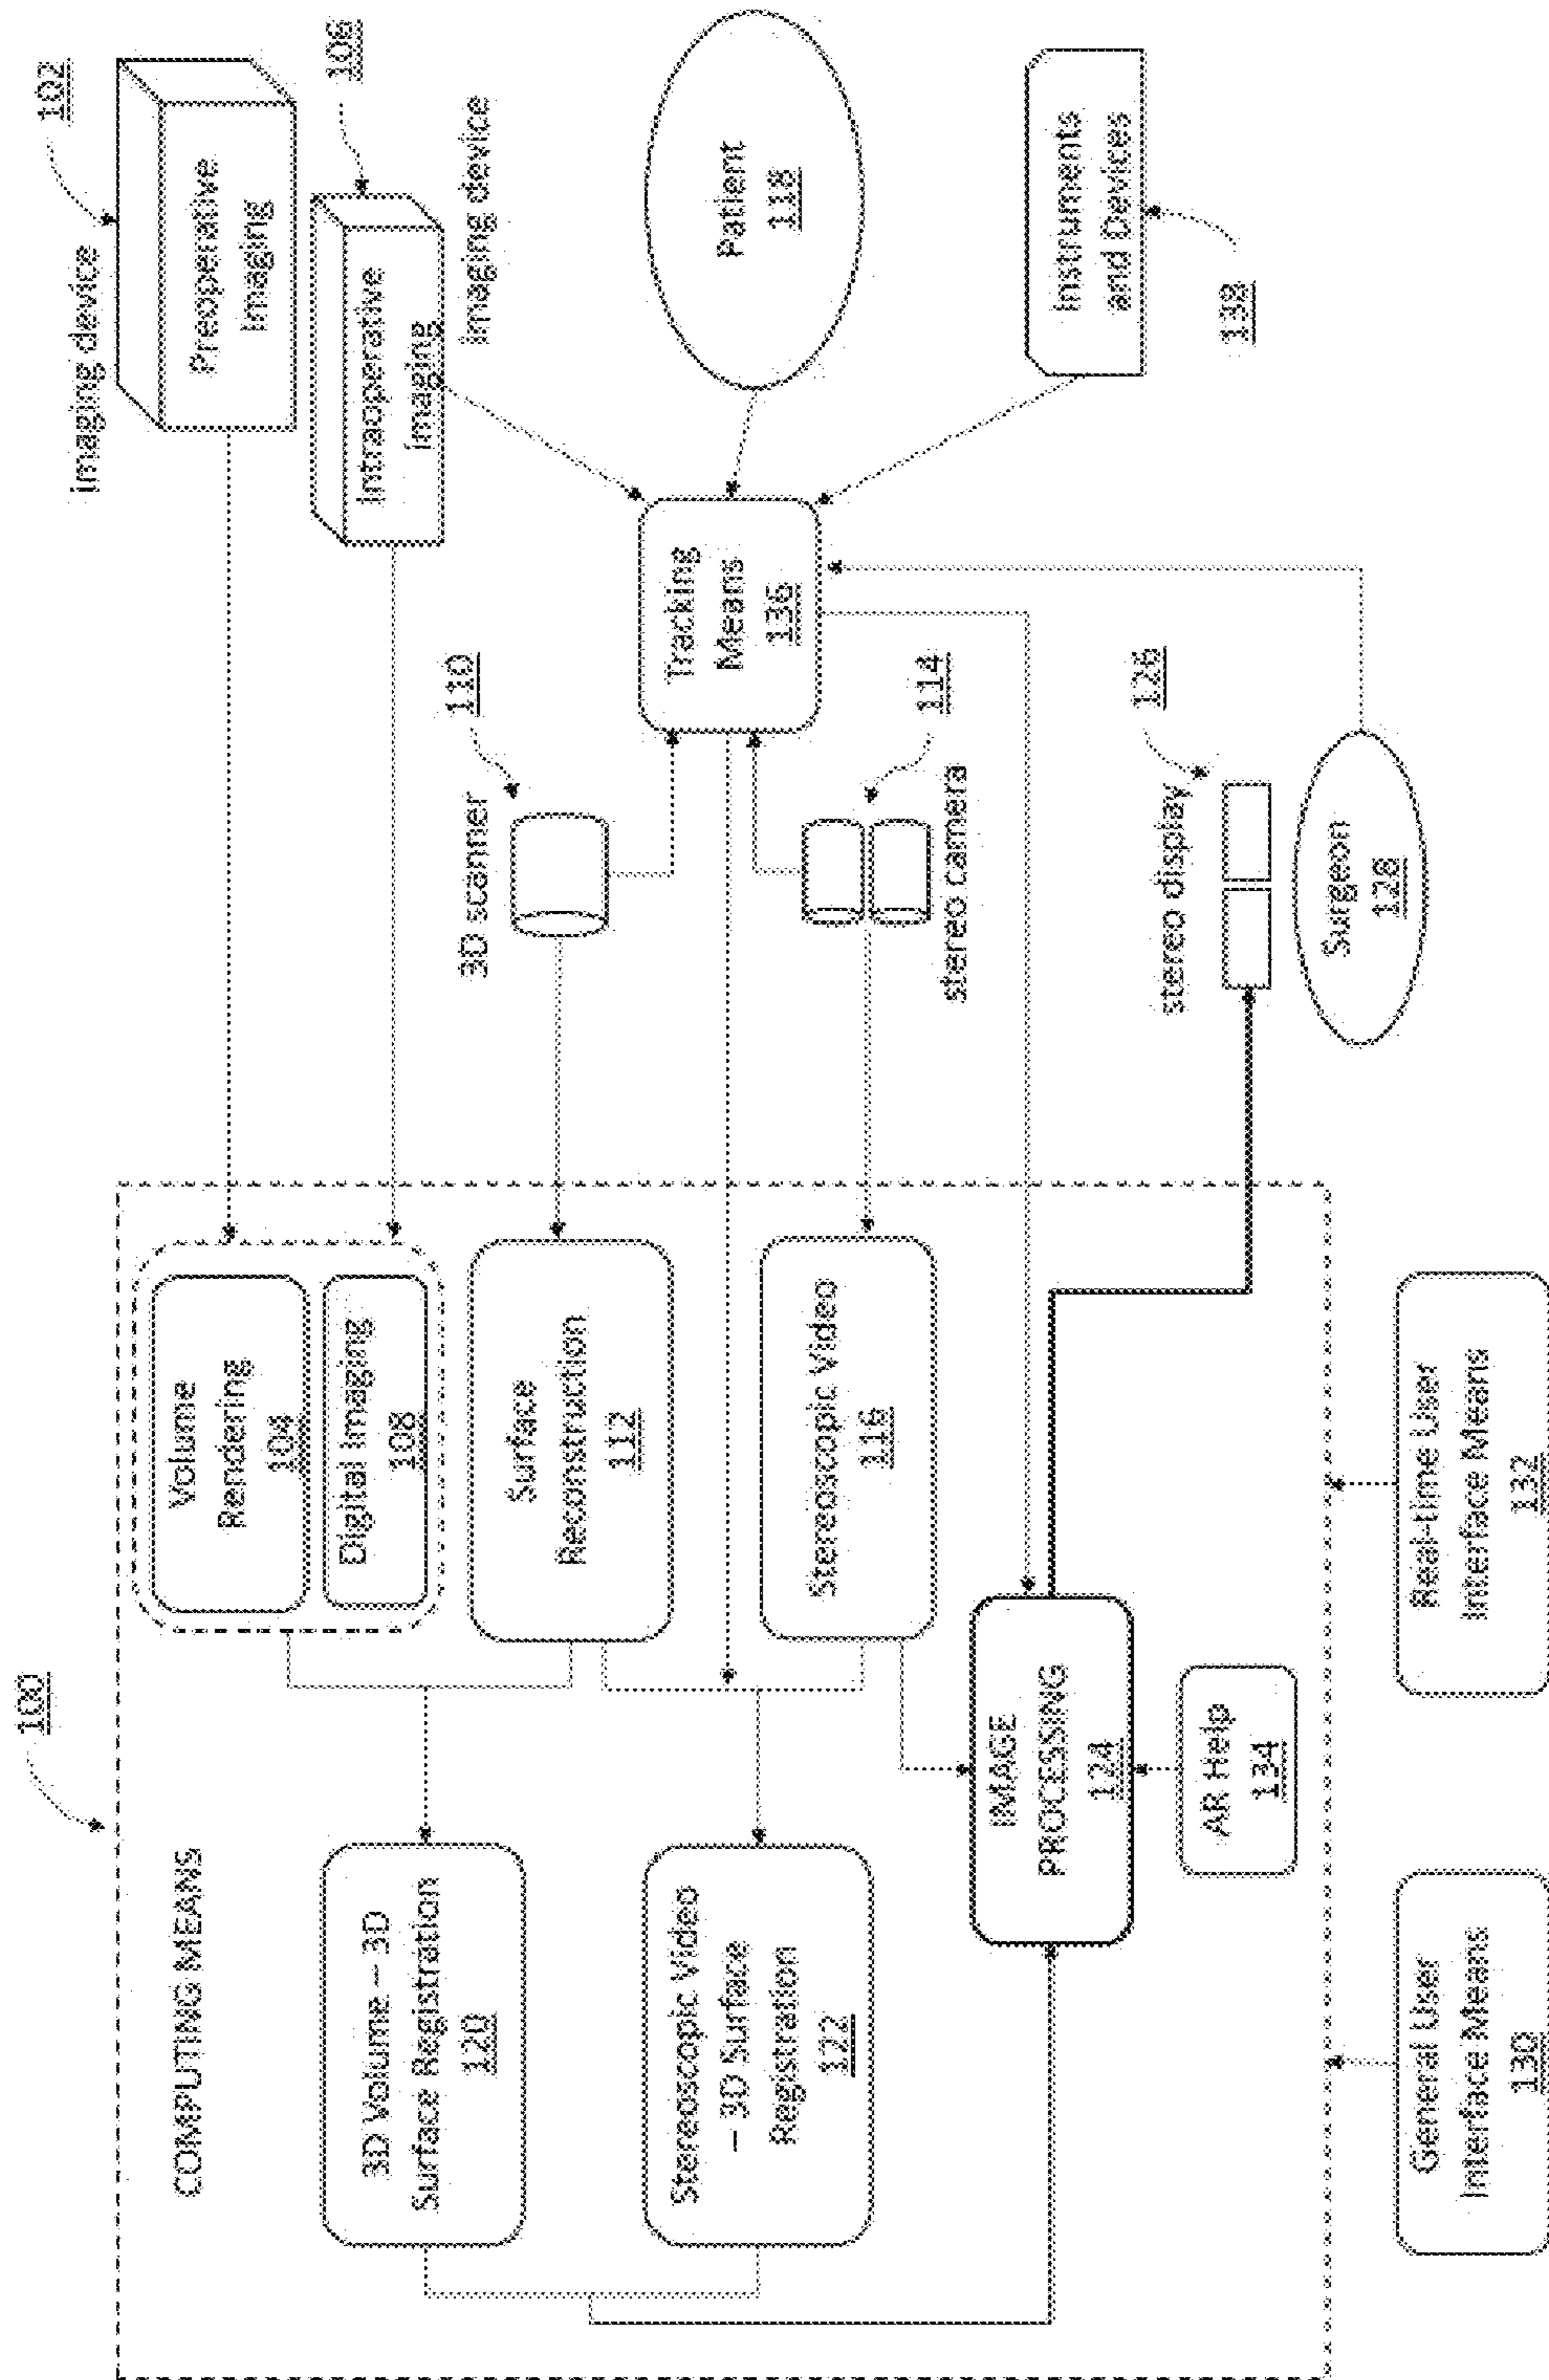 100
COMPUTING MEANS
3D Volume – 3D
Surface Registration
120
Stereoscopic Video
– 3D Surface
Registration
122
Volume
Rendering
104
Digital Imaging
108
Surface
Reconstruction
112
Stereoscopic Video
116
IMAGE
PROCESSING
124
AR Help
134
General User
Interface Means
130
Real-time User
Interface Means
132
imaging device
102
Preoperative
Imaging
Intraoperative
Imaging
106
imaging device
3D scanner
110
Tracking
Means
136
stereo camera
114
stereo display
126
Surgeon
128
Patient
118
Instruments
and Devices
138